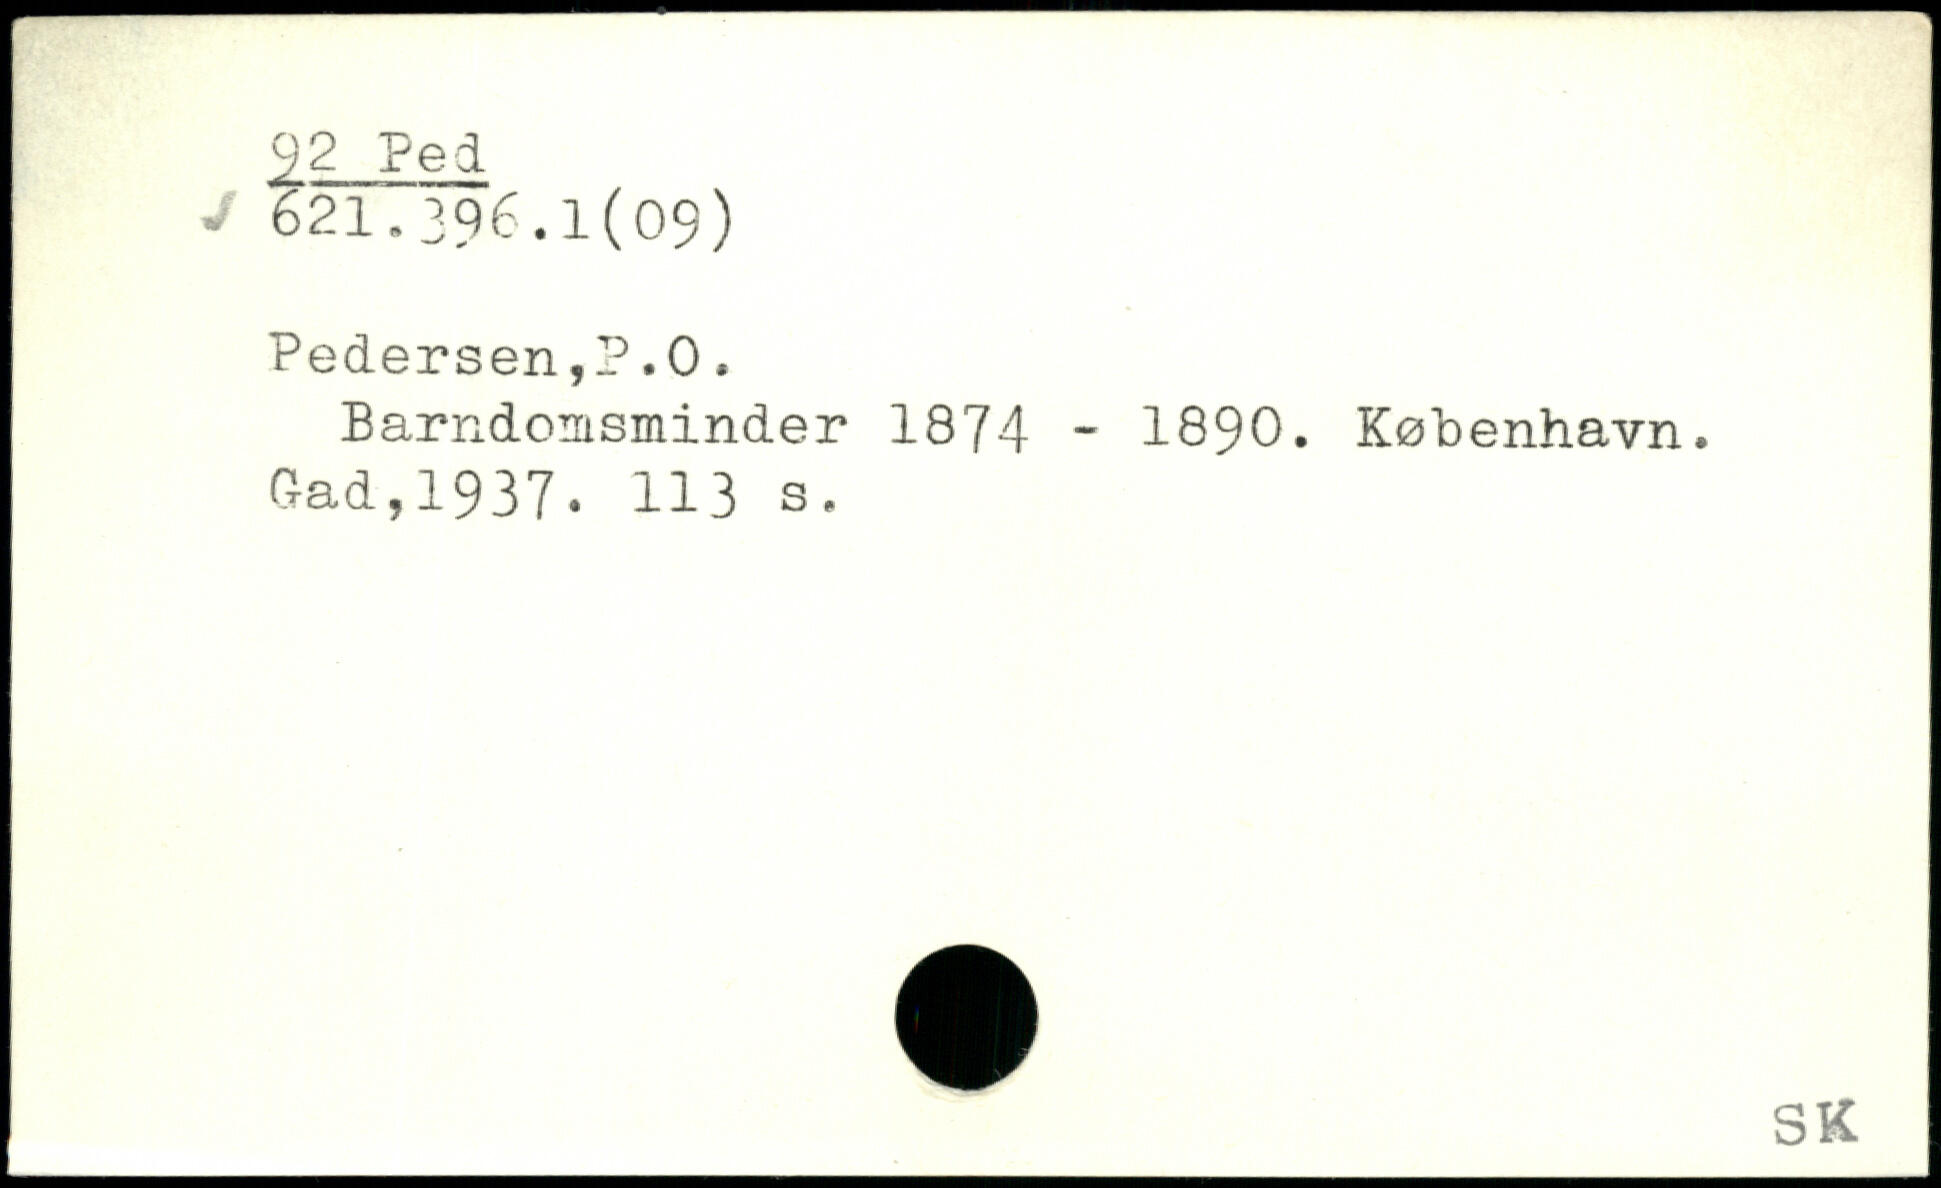 92 Ped
621.396.1(09)
Pedersen,P.O.
Barndomsminder 1874 - 1890. København.
Gad,1937. 113 s.
SK